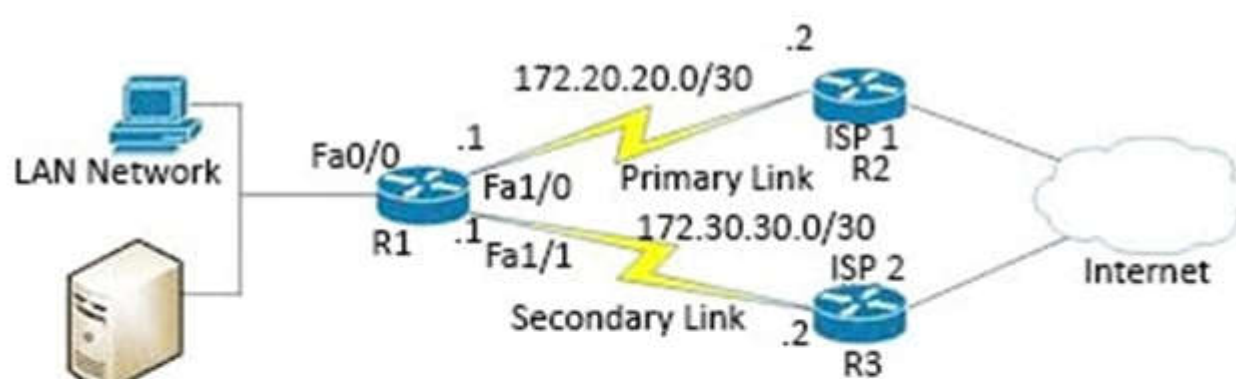 LAN Network
Fa0/0
R1
.1
Fa1/0
.1
Fa1/1
172.20.20.0/30
Primary Link
.2
ISP 1
R2
172.30.30.0/30
Secondary Link
ISP 2
.2
R3
Internet